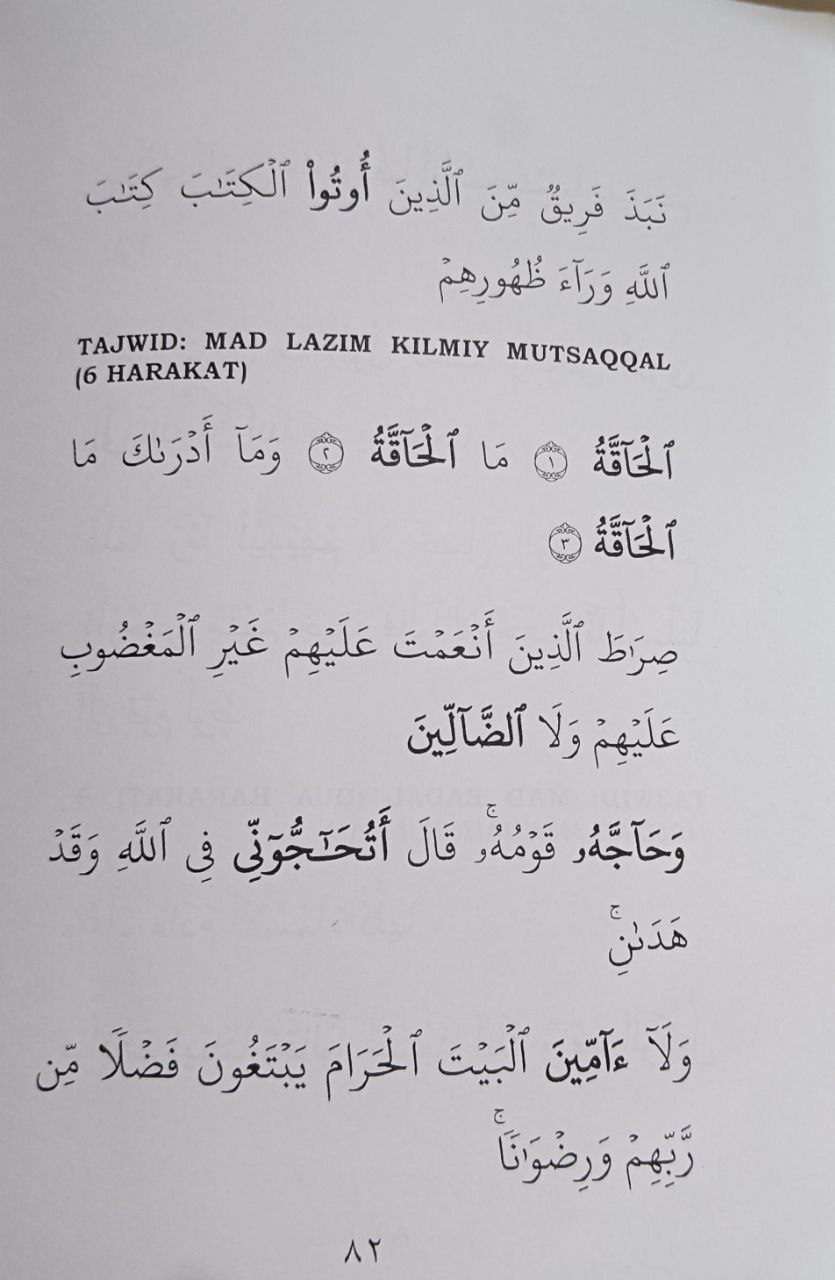 نَبَذَ فَرِيقٌ مِّنَ ٱلَّذِينَ أُوتُوا۟ ٱلْكِتَٰبَ كِتَٰبَ
ٱللَّهِ وَرَآءَ ظُهُورِهِمْ
TAJWID: MAD LAZIM KILMIY MUTSAQQAL
(6 HARAKAT)
ٱلْحَآقَّةُ ١ مَا ٱلْحَآقَّةُ ٢ وَمَآ أَدْرَىٰكَ مَا
ٱلْحَآقَّةُ ٣
صِرَٰطَ ٱلَّذِينَ أَنْعَمْتَ عَلَيْهِمْ غَيْرِ ٱلْمَغْضُوبِ
عَلَيْهِمْ وَلَا ٱلضَّآلِّينَ
وَحَآجَّهُۥ قَوْمُهُۥ ۚ قَالَ أَتُحَٰٓجُّوٓنِّى فِى ٱللَّهِ وَقَدْ
هَدَىٰنِ ۚ
وَلَآ ءَآمِّينَ ٱلْبَيْتَ ٱلْحَرَامَ يَبْتَغُونَ فَضْلًا مِّن
رَّبِّهِمْ وَرِضْوَٰنًا ۚ
٨٢